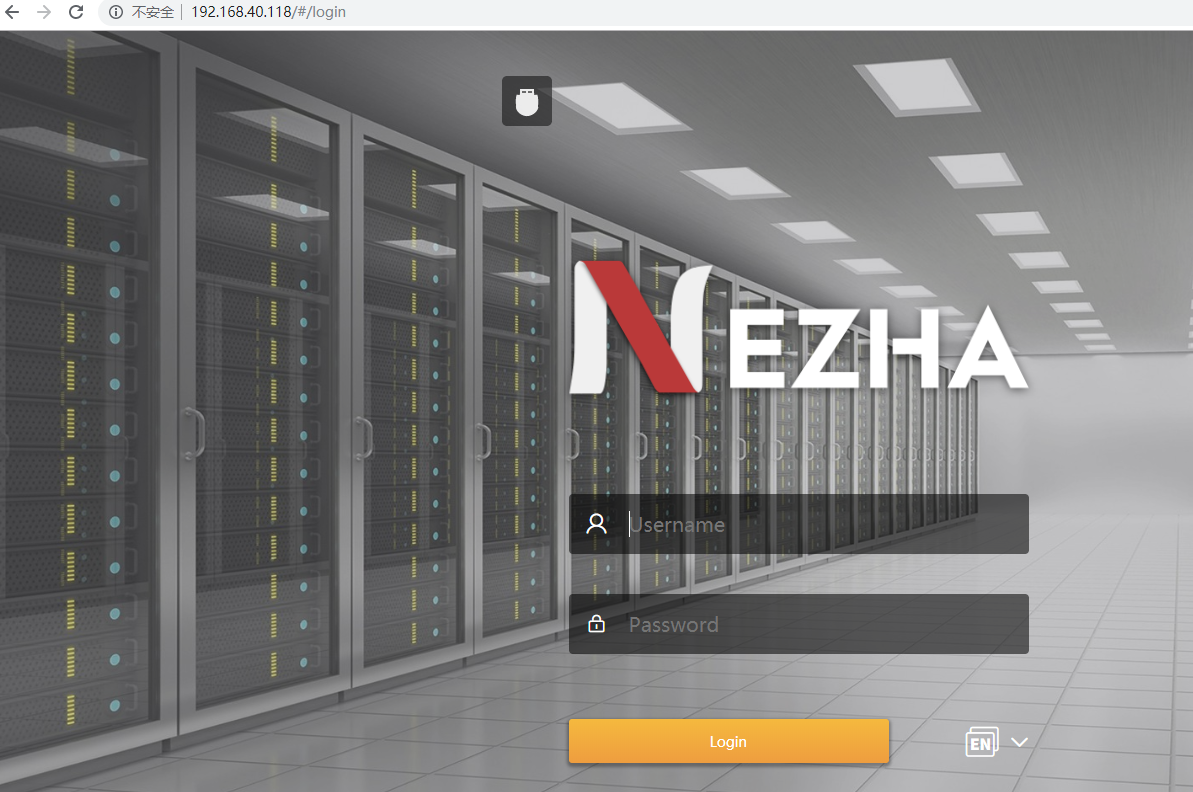 不安全 192.168.40.118/#/login
NEZHA
Username
Password
Login
EN